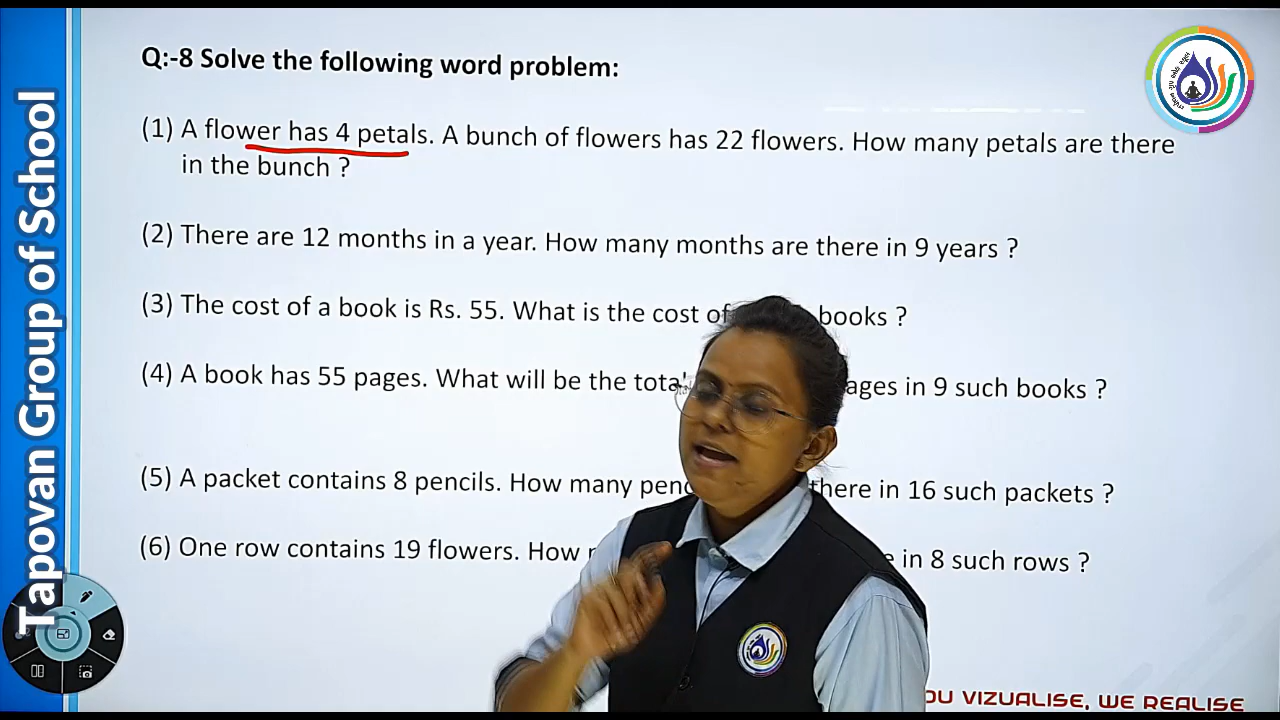 Tapovan Group of School
Q:-8 Solve the following word problem:
(1) A flower has 4 petals. A bunch of flowers has 22 flowers. How many petals are there
in the bunch ?
(2) There are 12 months in a year. How many months are there in 9 years ?
(3) The cost of a book is Rs. 55. What is the cost of books ?
(4) A book has 55 pages. What will be the total ages in 9 such books ?
(5) A packet contains 8 pencils. How many penc there in 16 such packets ?
(6) One row contains 19 flowers. How in 8 such rows ?
OU VIZUALISE, WE REALISE